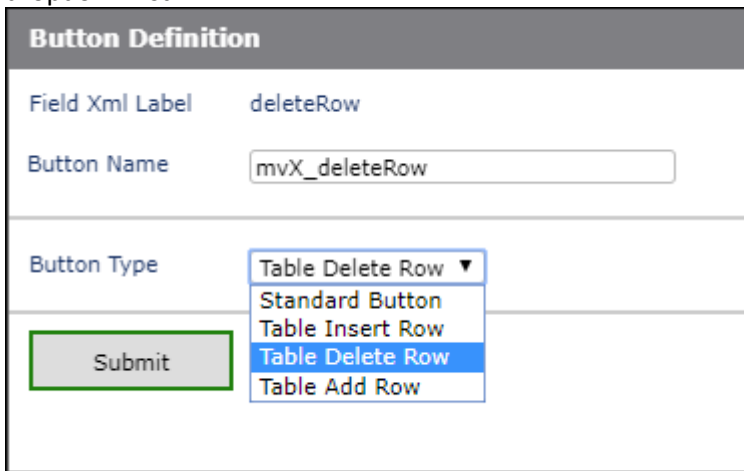 Button Definition
Field Xml Label deleteRow
Button Name mvX_deleteRow
Button Type Table Delete Row ▼
Standard Button
Table Insert Row
Table Delete Row
Table Add Row
Submit